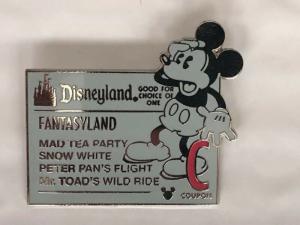 Disneyland.
GOOD FOR
CHOICE OF
ONE
FANTASYLAND
MAD TEA PARTY
SNOW WHITE
PETER PAN'S FLIGHT
Mr. TOAD'S WILD RIDE
C
COUPON